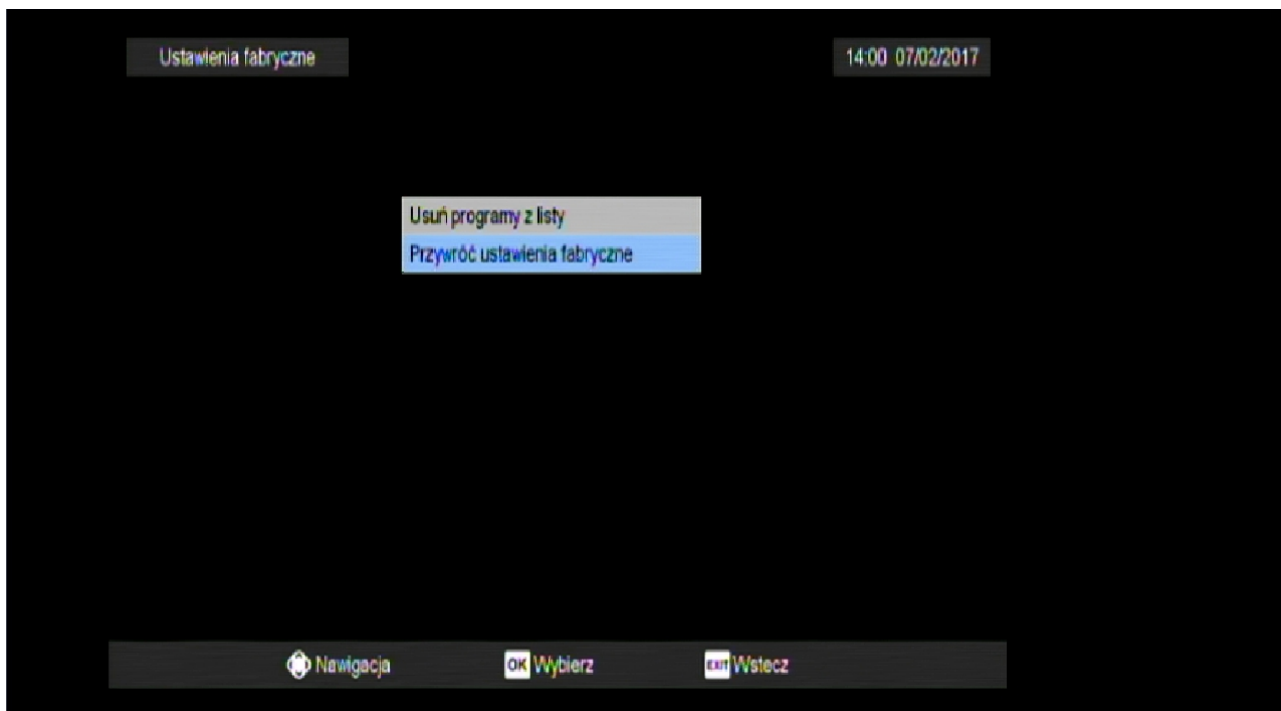 Ustawienia fabryczne
14:00 07/02/2017
Usuń programy z listy
Przywróć ustawienia fabryczne
Nawigacja
OK Wybierz
EXIT Wstecz